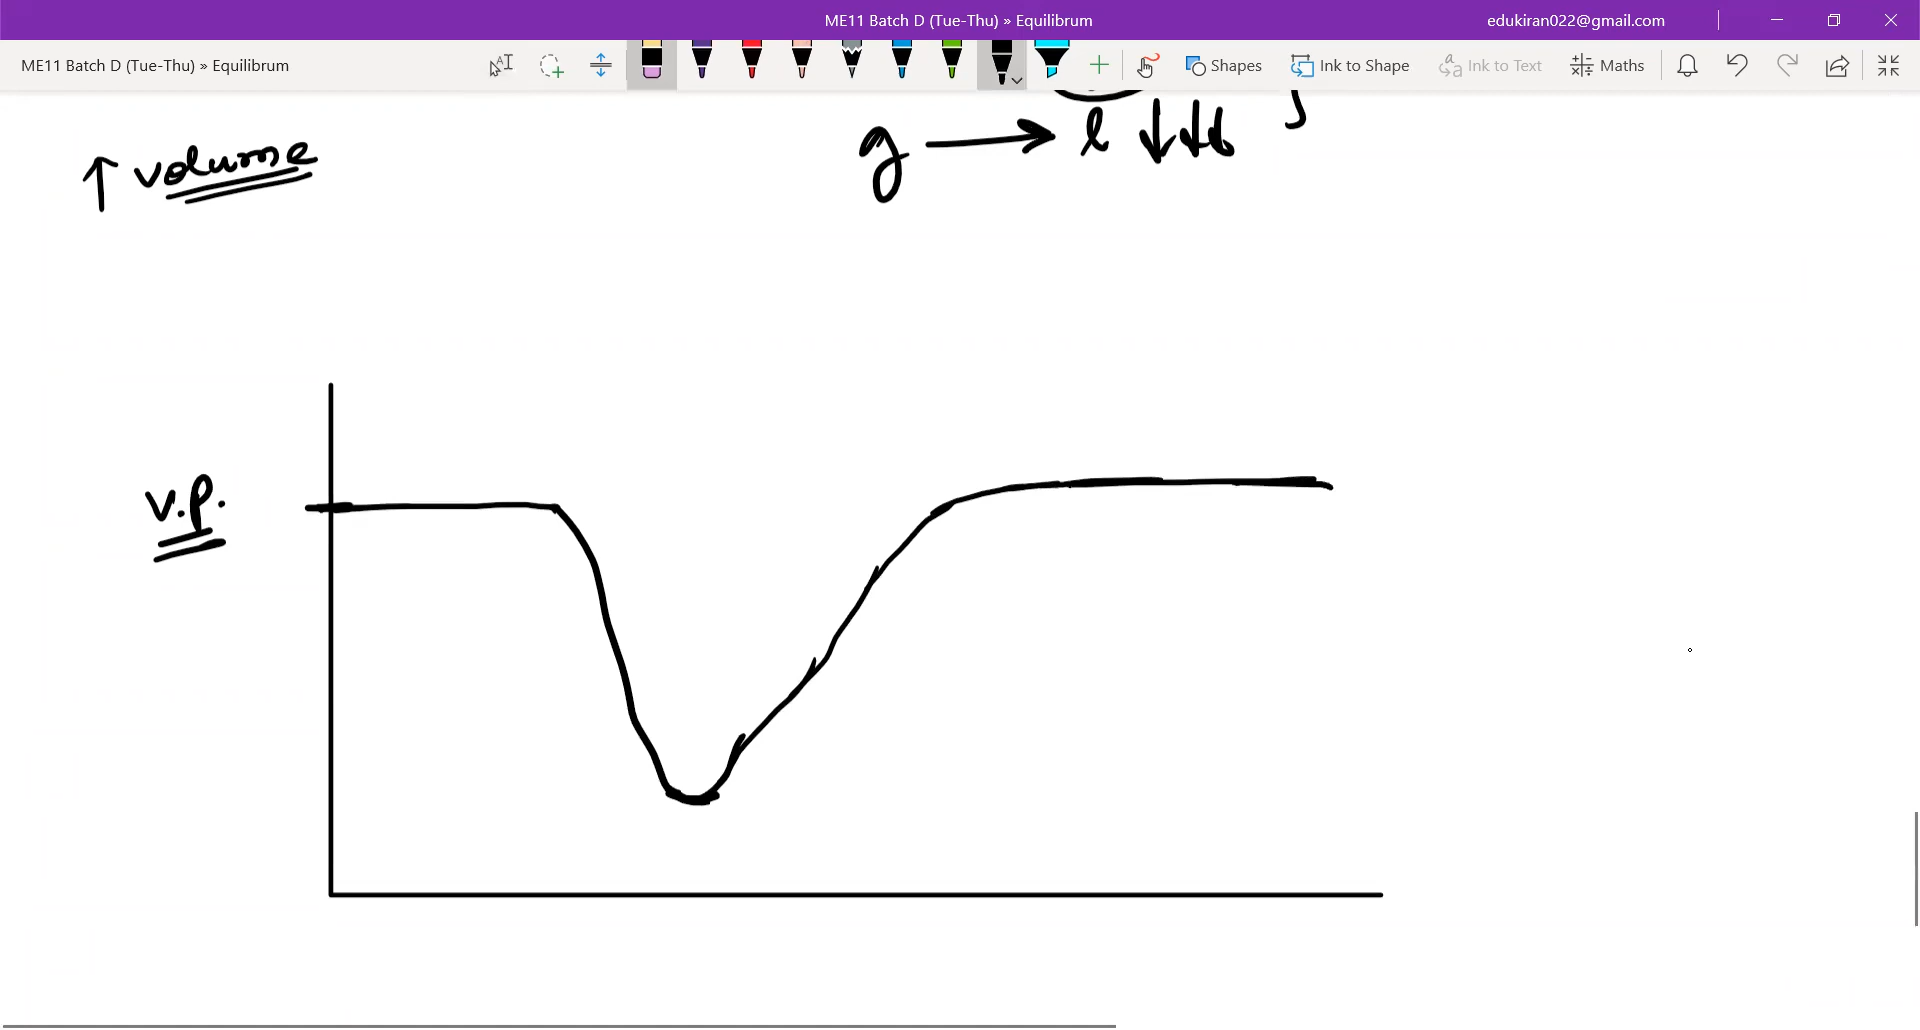 ME11 Batch D (Tue-Thu) » Equilibrum
edukiran022@gmail.com
ME11 Batch D (Tue-Thu) » Equilibrum
Shapes
Ink to Shape
Ink to Text
Maths
↑ volume
g → l ↓↓↓
v.p.